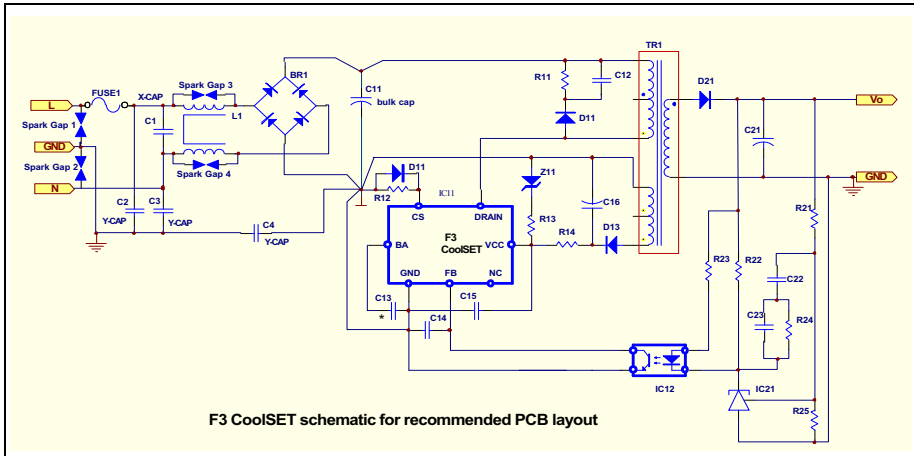 TR1
BR1
Spark Gap 3
R11
C12
D21
FUSE1
X-CAP
C11
bulk cap
L
L1
Vo
Spark Gap 1
C1
D11
C21
GND
Spark Gap 2
Spark Gap 4
D11
Z11
GND
N
R12
IC11
C16
CS
DRAIN
R21
C2
C3
Y-CAP
Y-CAP
C4
Y-CAP
F3
CoolSET
BA
VCC
R13
R14
D13
R23
R22
GND
FB
NC
C22
C13
*
C15
C14
C23
R24
IC12
IC21
R25
F3 CoolSET schematic for recommended PCB layout